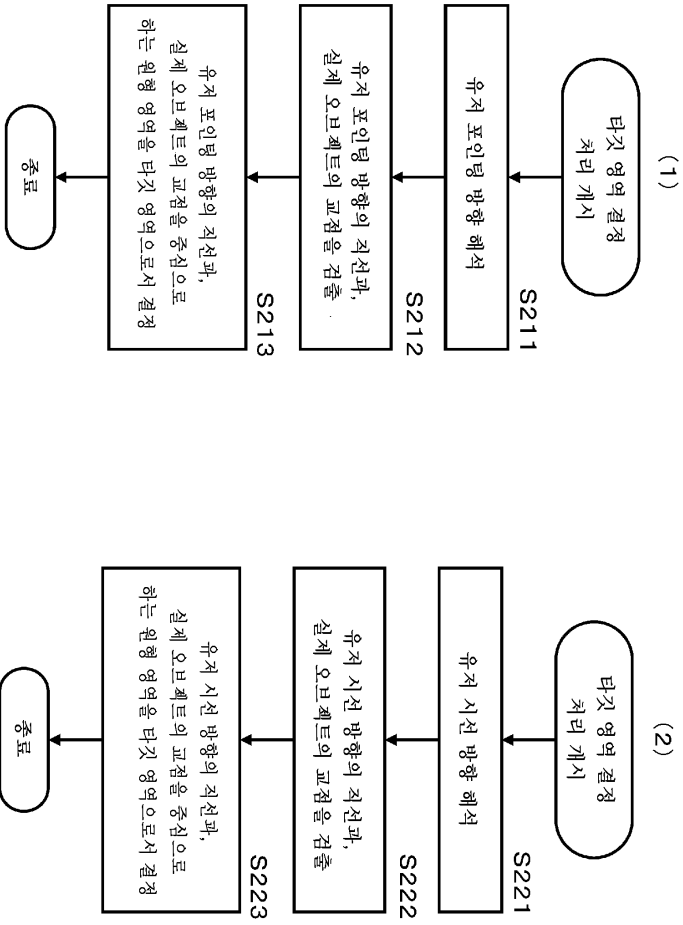 (1)
타깃 영역 결정
처리 개시
S211
유저 포인팅 방향 해석
S212
유저 포인팅 방향의 직선과,
실제 오브젝트의 교점을 검출
S213
유저 포인팅 방향의 직선과,
실제 오브젝트의 교점을 중심으로
하는 원형 영역을 타깃 영역으로서 결정
종료
(2)
타깃 영역 결정
처리 개시
S221
유저 시선 방향 해석
S222
유저 시선 방향의 직선과,
실제 오브젝트의 교점을 검출
S223
유저 시선 방향의 직선과,
실제 오브젝트의 교점을 중심으로
하는 원형 영역을 타깃 영역으로서 결정
종료